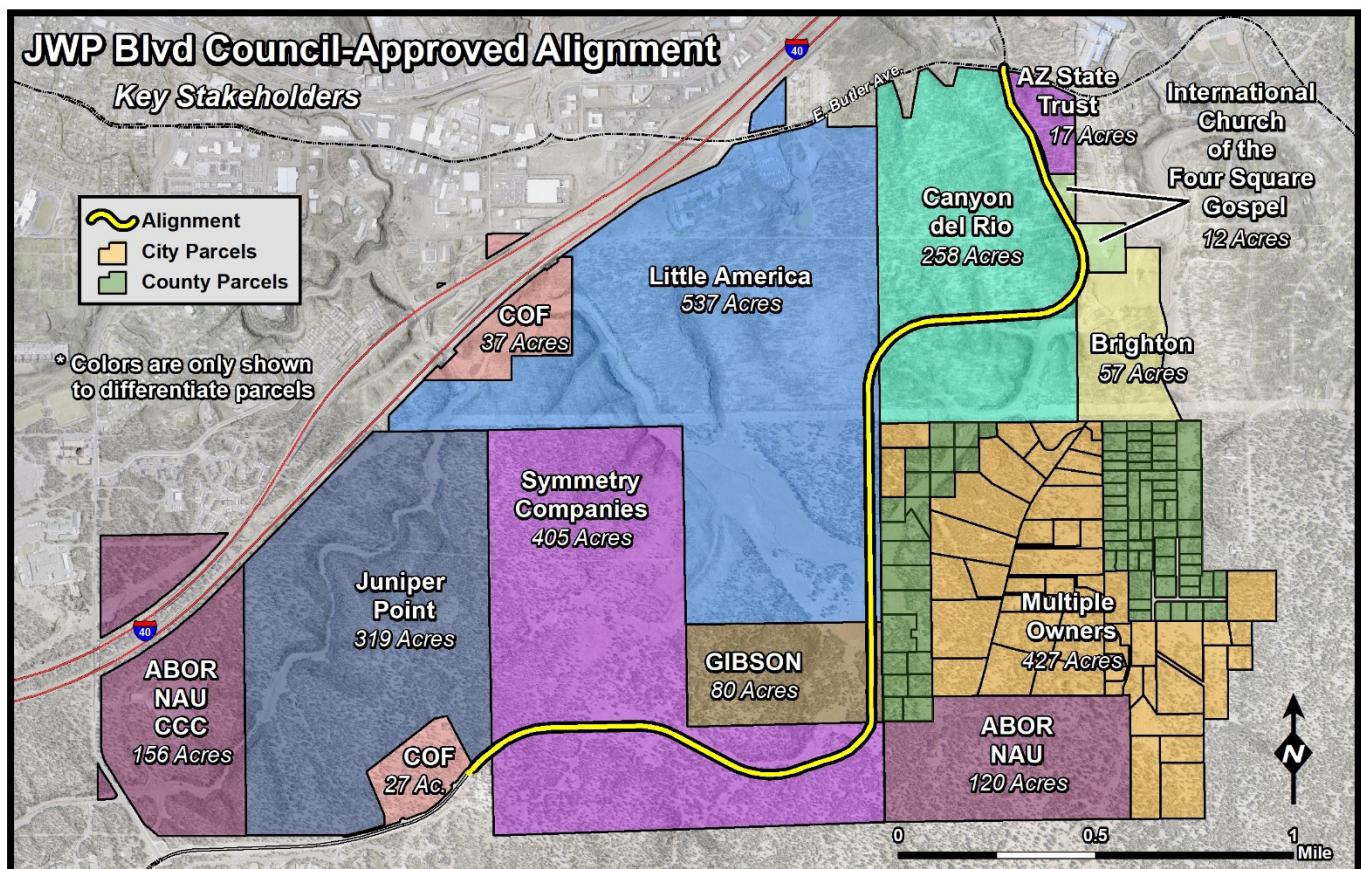 JWP Blvd Council-Approved Alignment
Key Stakeholders
40
E. Butler Ave.
AZ State
Trust
17 Acres
International
Church
of the
Four Square
Gospel
12 Acres
Alignment
City Parcels
County Parcels
* Colors are only shown
to differentiate parcels
Canyon
del Rio
258 Acres
Little America
537 Acres
COF
37 Acres
Brighton
57 Acres
Symmetry
Companies
405 Acres
Juniper
Point
319 Acres
Multiple
Owners
427 Acres
40
ABOR
NAU
CCC
156 Acres
GIBSON
80 Acres
COF
27 Ac.
ABOR
NAU
120 Acres
N
0 0.5 1
Mile